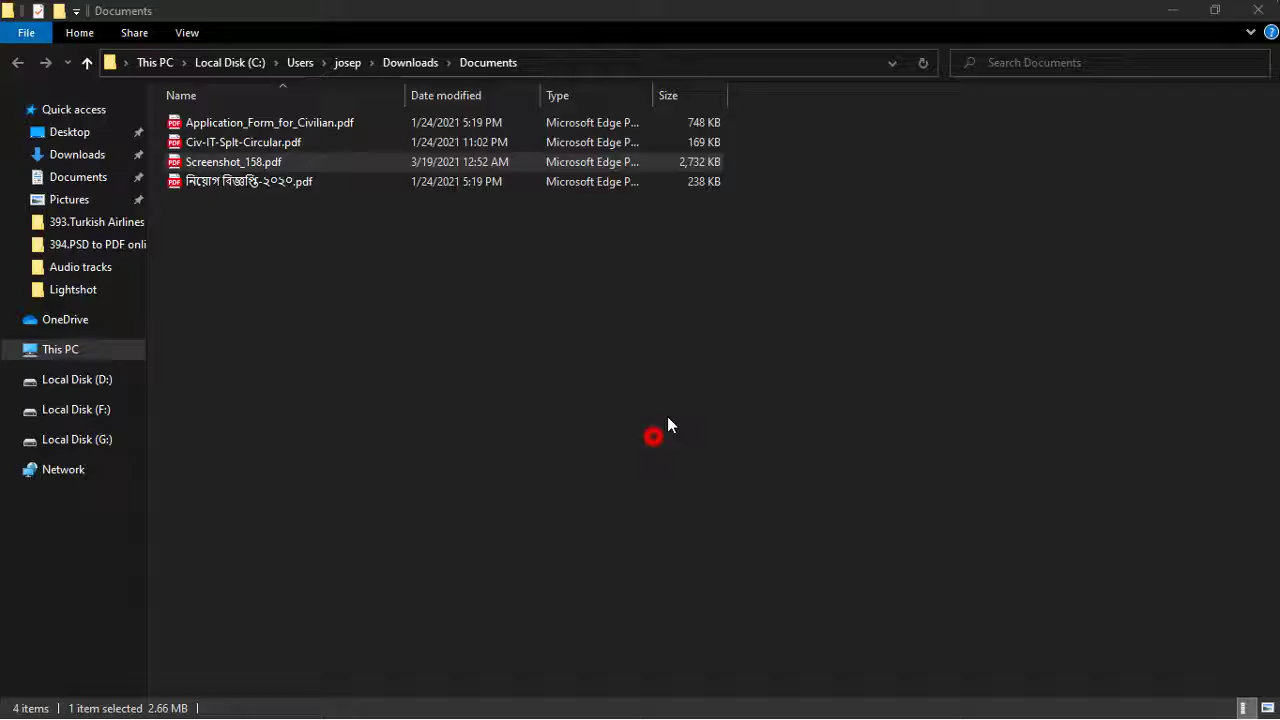 Documents
File Home Share View
This PC Local Disk (C:) Users josep Downloads Documents Search Documents
Name Date modified Type Size
Quick access
Desktop
Downloads
Documents
Pictures
393.Turkish Airlines
394.PSD to PDF onli
Audio tracks
Lightshot
OneDrive
This PC
Local Disk (D:)
Local Disk (F:)
Local Disk (G:)
Network
Application_Form_for_Civilian.pdf 1/24/2021 5:19 PM Microsoft Edge P... 748 KB
Civ-IT-Splt-Circular.pdf 1/24/2021 11:02 PM Microsoft Edge P... 169 KB
Screenshot_158.pdf 3/19/2021 12:52 AM Microsoft Edge P... 2,732 KB
নিয়োগ বিজ্ঞপ্তি-২০২০.pdf 1/24/2021 5:19 PM Microsoft Edge P... 238 KB
4 items 1 item selected 2.66 MB